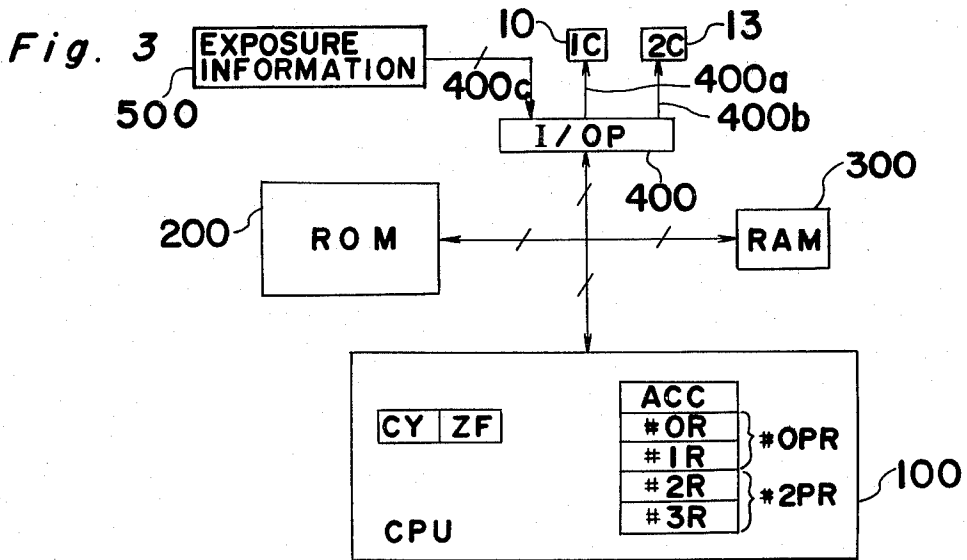 Fig. 3
EXPOSURE
INFORMATION
500
400c
10
1C
2C
13
400a
400b
I/OP
400
200
ROM
300
RAM
ACC
CY ZF
#0R
#1R
#0PR
#2R
#3R
#2PR
100
CPU